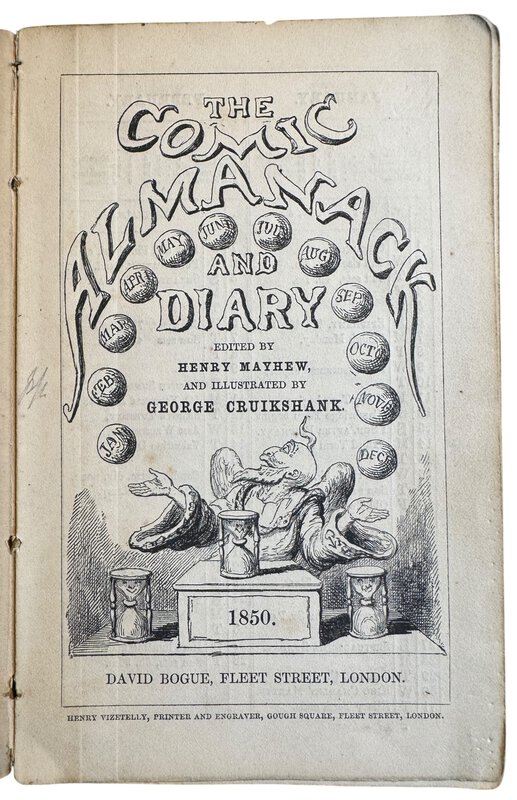 THE
COMIC
ALMANACK
JAN
FEB
MAR
APR
MAY
JUNE
JULY
AUG
SEP
OCTO
NOVR
DEC
AND
DIARY
EDITED BY
HENRY MAYHEW,
AND ILLUSTRATED BY
GEORGE CRUIKSHANK.
1850.
DAVID BOGUE, FLEET STREET, LONDON.
HENRY VIZETELLY, PRINTER AND ENGRAVER, GOUGH SQUARE, FLEET STREET, LONDON.